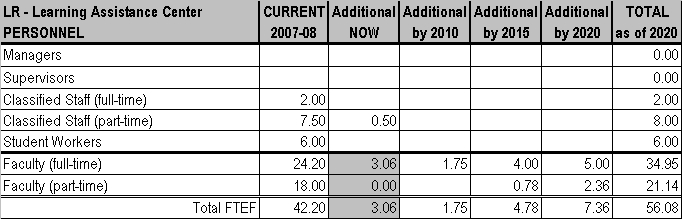 LR - Learning Assistance Center CURRENT Additional Additional Additional Additional TOTAL
PERSONNEL 2007-08 NOW by 2010 by 2015 by 2020 as of 2020
Managers 0.00
Supervisors 0.00
Classified Staff (full-time) 2.00 2.00
Classified Staff (part-time) 7.50 0.50 8.00
Student Workers 6.00 6.00
Faculty (full-time) 24.20 3.06 1.75 4.00 5.00 34.95
Faculty (part-time) 18.00 0.00 0.78 2.36 21.14
Total FTEF 42.20 3.06 1.75 4.78 7.36 56.08